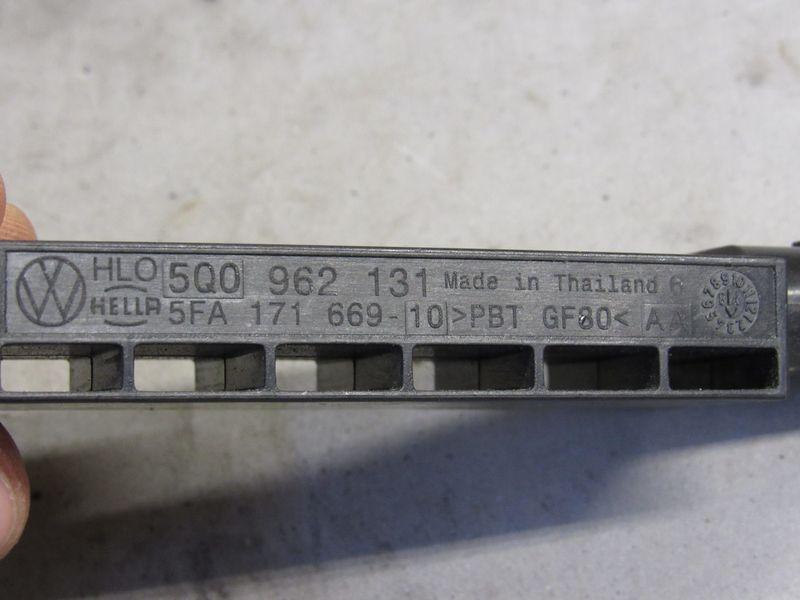 HLO 5Q0 962 131 Made in Thailand 6
HELLA 5FA 171 669-10 >PBT GF30< AA